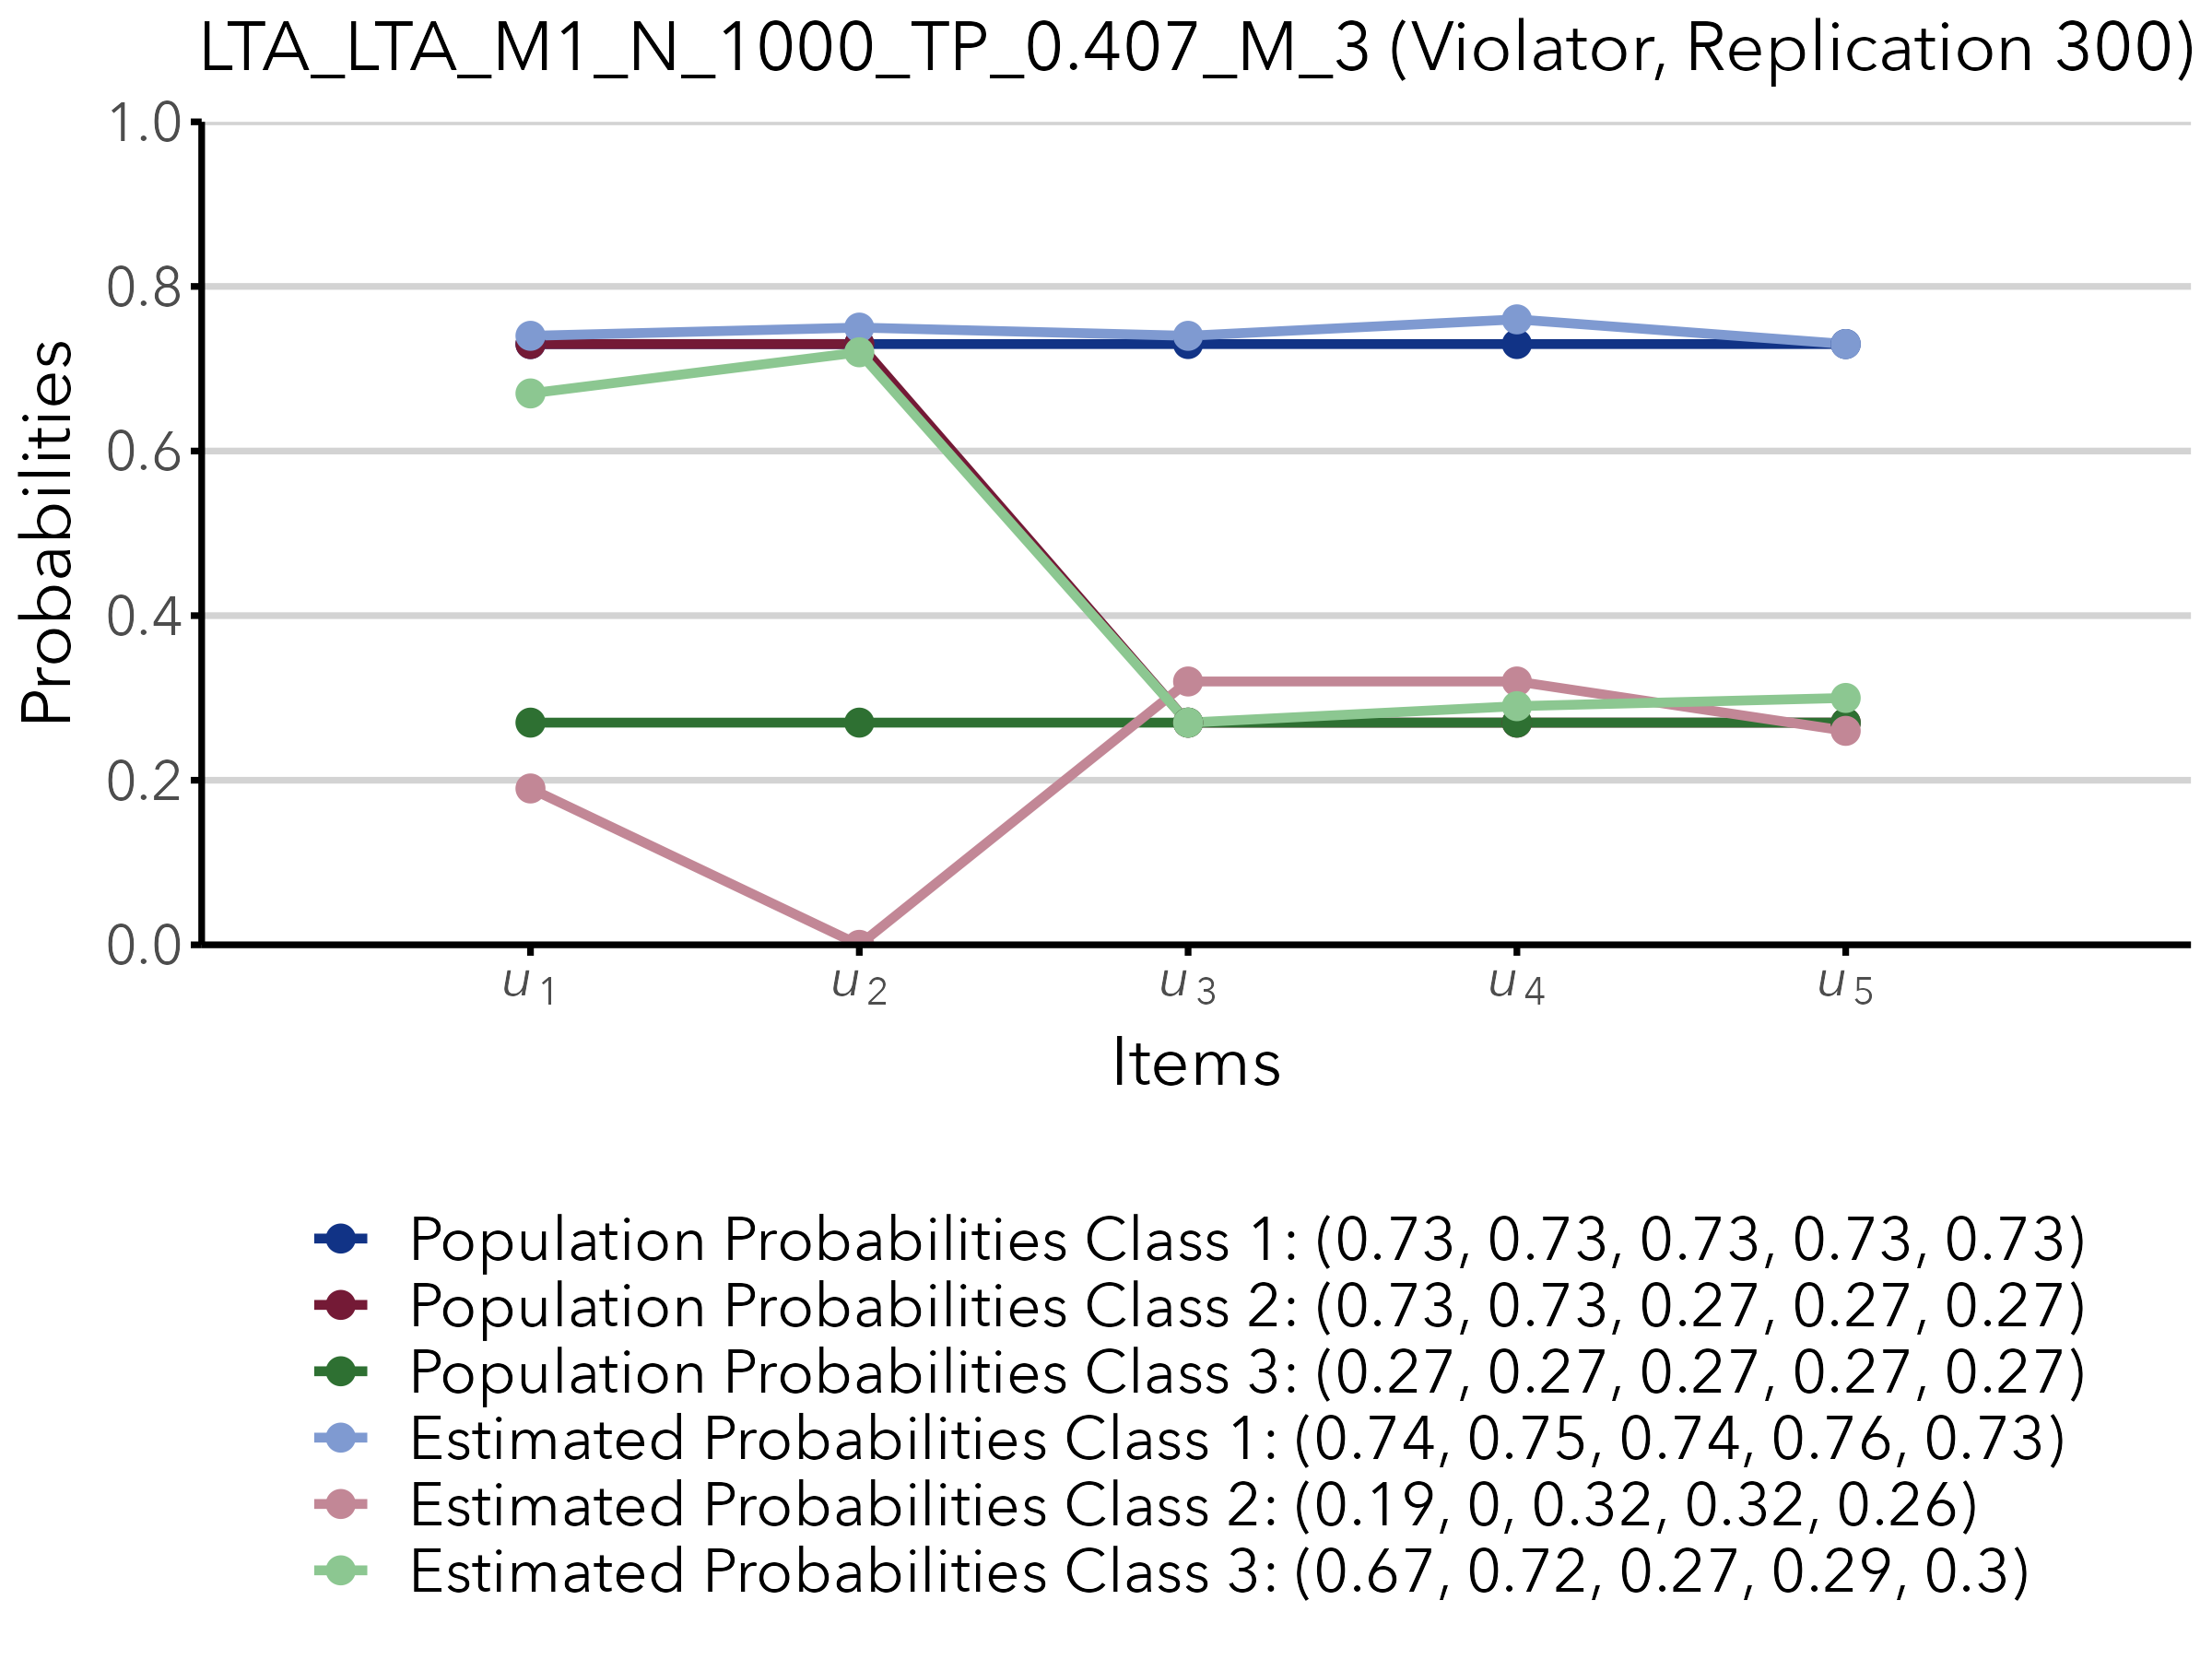 LTA_LTA_M1_N_1000_TP_0.407_M_3 (Violator, Replication 300)
1.0
0.8
0.6
0.4
0.2
0.0
Probabilities
u1 u2 u3 u4 u5
Items
Population Probabilities Class 1: (0.73, 0.73, 0.73, 0.73, 0.73)
Population Probabilities Class 2: (0.73, 0.73, 0.27, 0.27, 0.27)
Population Probabilities Class 3: (0.27, 0.27, 0.27, 0.27, 0.27)
Estimated Probabilities Class 1: (0.74, 0.75, 0.74, 0.76, 0.73)
Estimated Probabilities Class 2: (0.19, 0, 0.32, 0.32, 0.26)
Estimated Probabilities Class 3: (0.67, 0.72, 0.27, 0.29, 0.3)